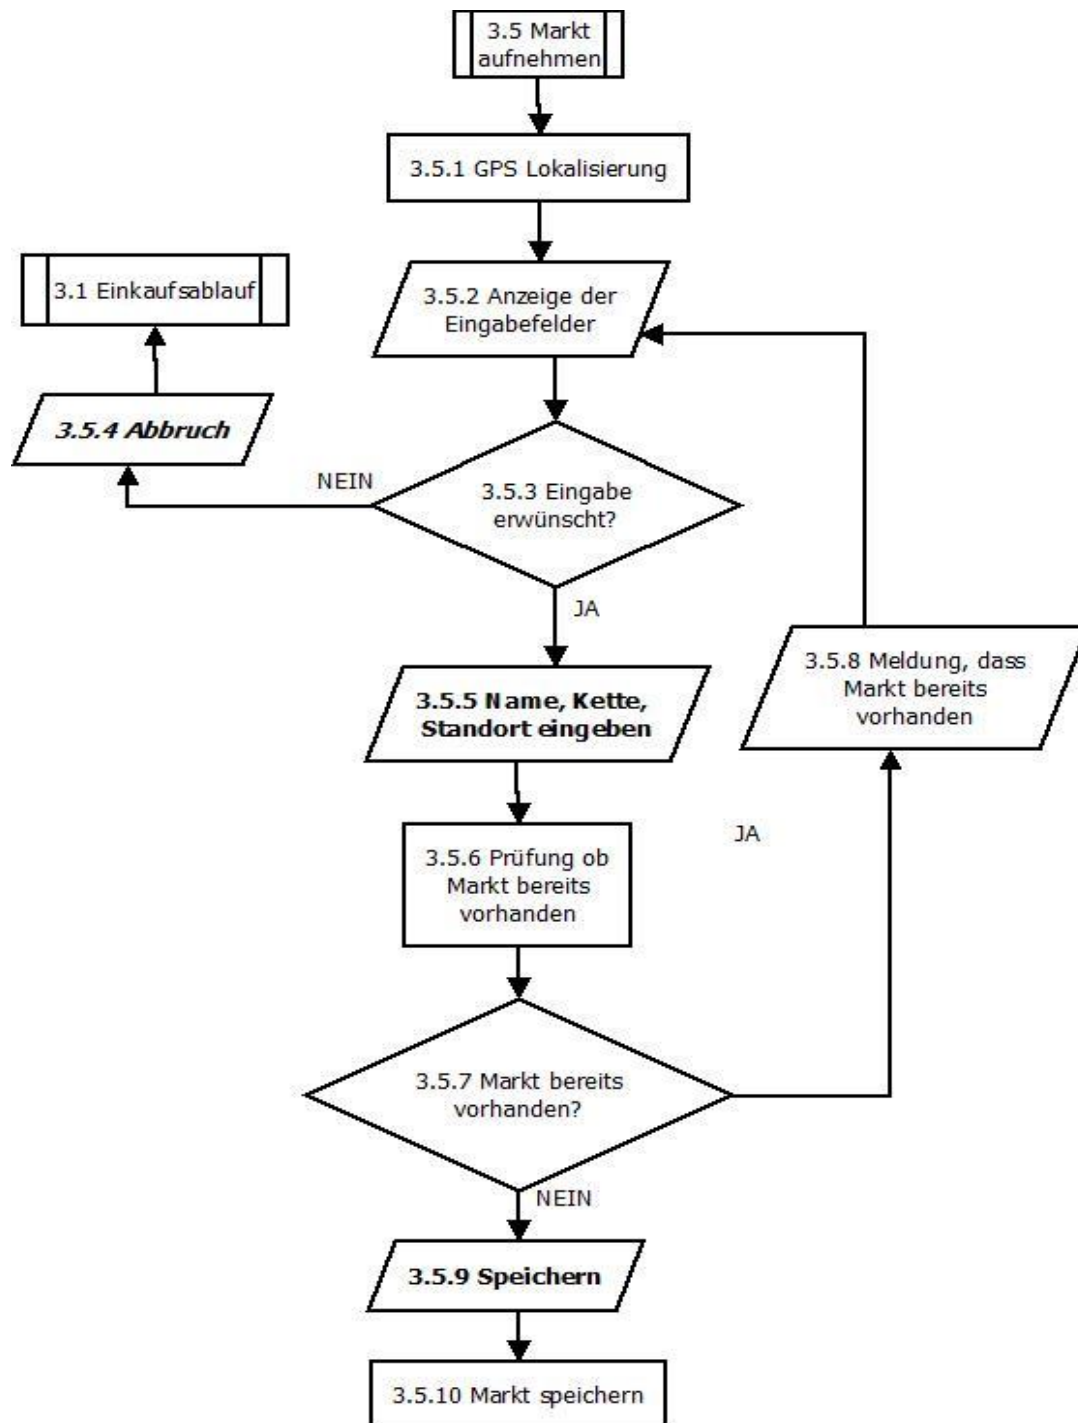 3.5 Markt
aufnehmen
3.5.1 GPS Lokalisierung
3.1 Einkaufsablauf
3.5.2 Anzeige der
Eingabefelder
3.5.4 Abbruch
NEIN
3.5.3 Eingabe
erwünscht?
JA
3.5.5 Name, Kette,
Standort eingeben
3.5.8 Meldung, dass
Markt bereits
vorhanden
JA
3.5.6 Prüfung ob
Markt bereits
vorhanden
3.5.7 Markt bereits
vorhanden?
NEIN
3.5.9 Speichern
3.5.10 Markt speichern